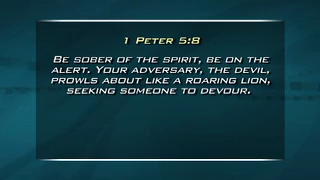 1 Peter 5:8
Be sober of the spirit, be on the
alert. Your adversary, the devil,
prowls about like a roaring lion,
seeking someone to devour.